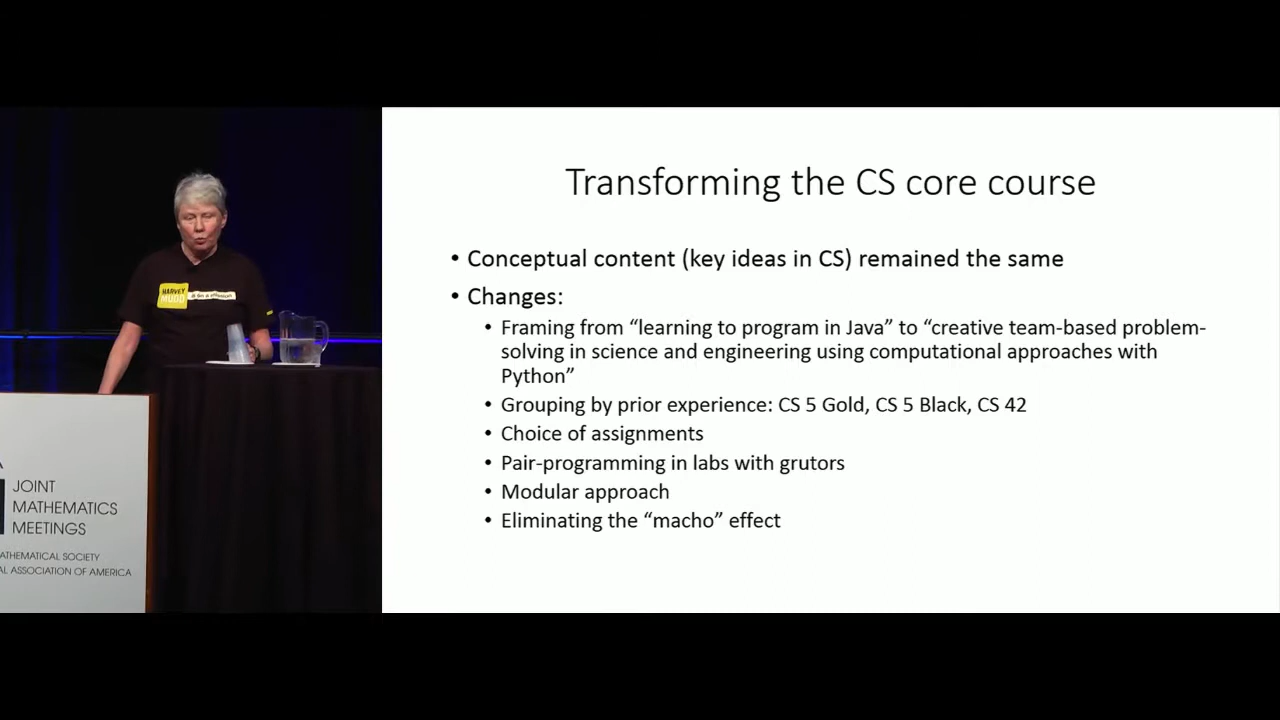 HARVEY
MUDD
A
JOINT
MATHEMATICS
MEETINGS
ATHEMATICAL SOCIETY
AL ASSOCIATION OF AMERICA
Transforming the CS core course
• Conceptual content (key ideas in CS) remained the same
• Changes:
• Framing from “learning to program in Java” to “creative team-based problem-
solving in science and engineering using computational approaches with
Python”
• Grouping by prior experience: CS 5 Gold, CS 5 Black, CS 42
• Choice of assignments
• Pair-programming in labs with grutors
• Modular approach
• Eliminating the “macho” effect